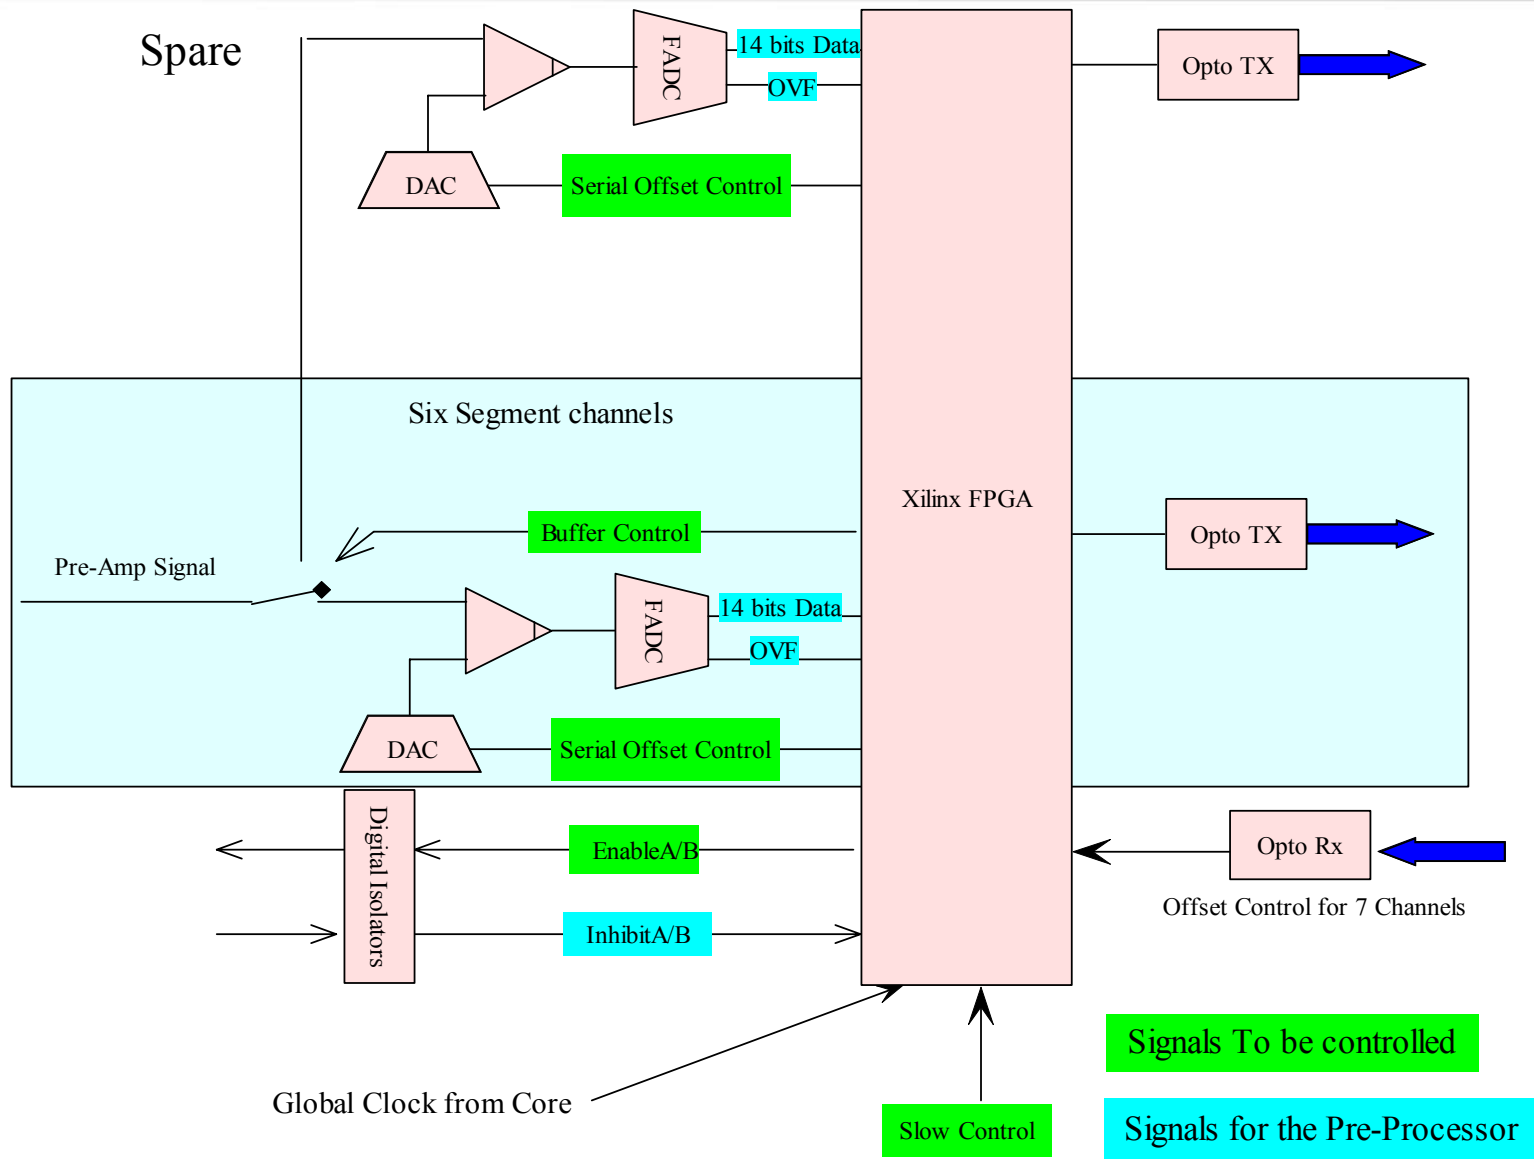 Spare
FADC
14 bits Data
OVF
Opto TX
DAC
Serial Offset Control
Six Segment channels
Xilinx FPGA
Buffer Control
Opto TX
Pre-Amp Signal
FADC
14 bits Data
OVF
DAC
Serial Offset Control
Digital Isolators
EnableA/B
Opto Rx
Offset Control for 7 Channels
InhibitA/B
Signals To be controlled
Global Clock from Core
Slow Control
Signals for the Pre-Processor